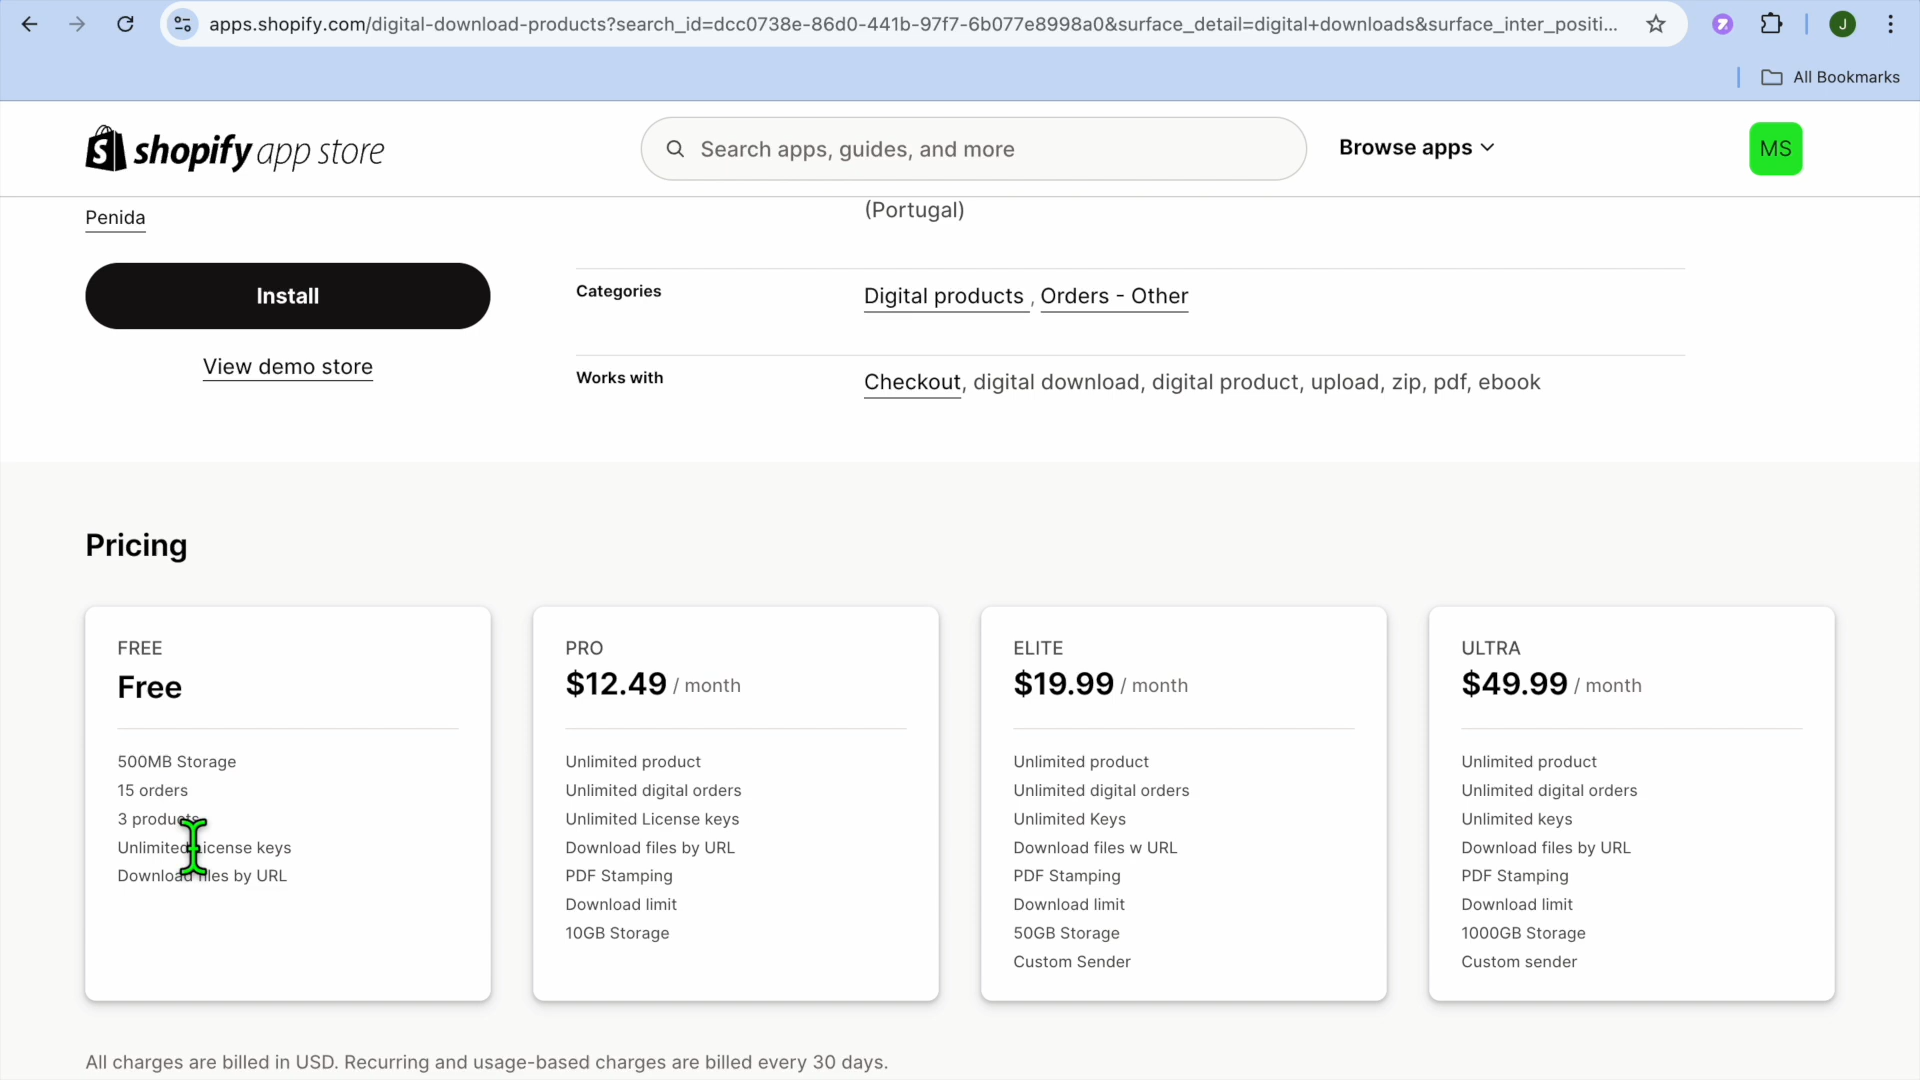 apps.shopify.com/digital-download-products?search_id=dcc0738e-86d0-441b-97f7-6b077e8998a0&surface_detail=digital+downloads&surface_inter_positi...
J
All Bookmarks
shopify app store
Search apps, guides, and more
Browse apps
MS
Penida
(Portugal)
Install
View demo store
Categories
Digital products , Orders - Other
Works with
Checkout, digital download, digital product, upload, zip, pdf, ebook
Pricing
FREE
Free
500MB Storage
15 orders
3 products
Unlimited License keys
Download files by URL
PRO
$12.49 / month
Unlimited product
Unlimited digital orders
Unlimited License keys
Download files by URL
PDF Stamping
Download limit
10GB Storage
ELITE
$19.99 / month
Unlimited product
Unlimited digital orders
Unlimited Keys
Download files w URL
PDF Stamping
Download limit
50GB Storage
Custom Sender
ULTRA
$49.99 / month
Unlimited product
Unlimited digital orders
Unlimited keys
Download files by URL
PDF Stamping
Download limit
1000GB Storage
Custom sender
All charges are billed in USD. Recurring and usage-based charges are billed every 30 days.